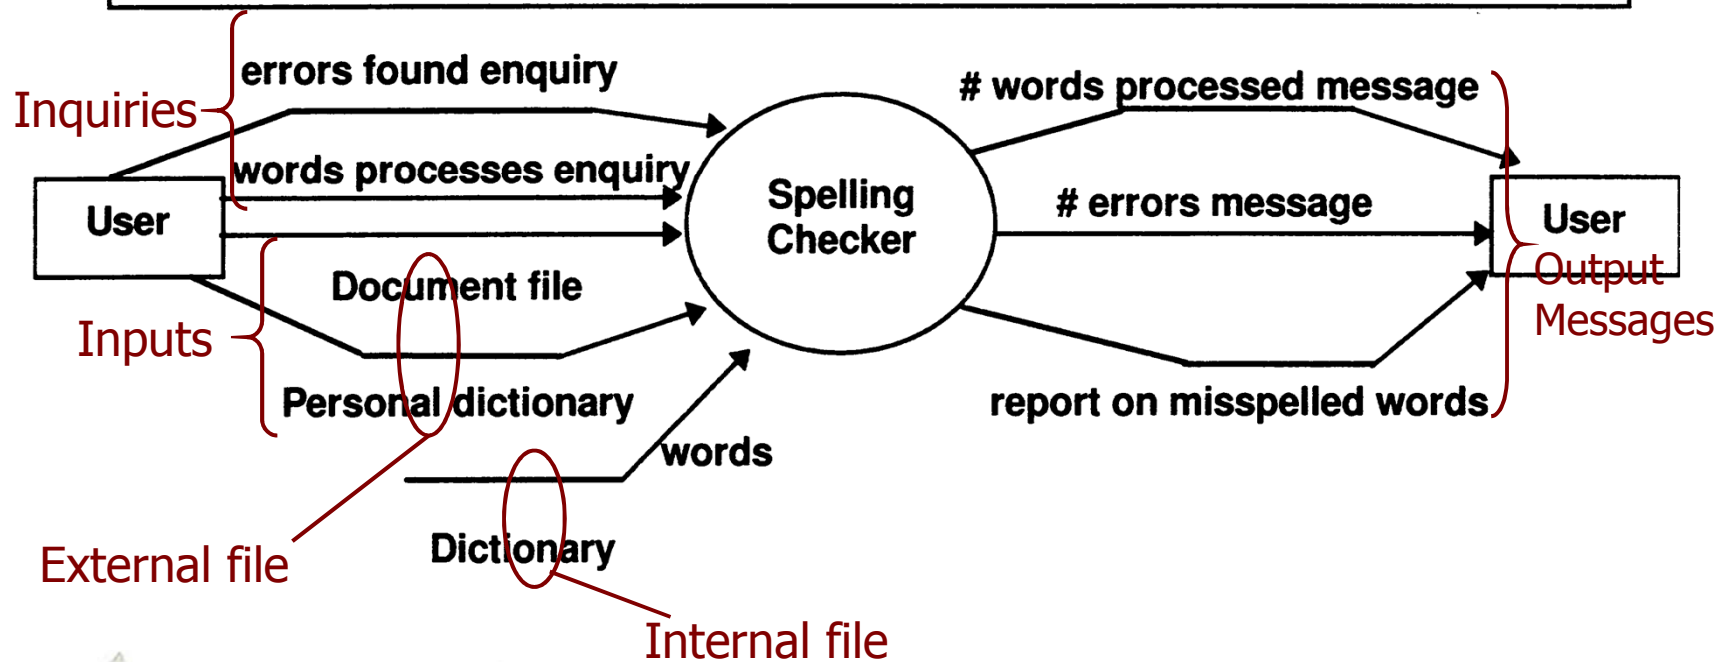 errors found enquiry
# words processed message
Inquiries
words processes enquiry
Spelling
Checker
# errors message
User
User
Output
Messages
Document file
Inputs
Personal dictionary
report on misspelled words
words
Dictionary
External file
Internal file